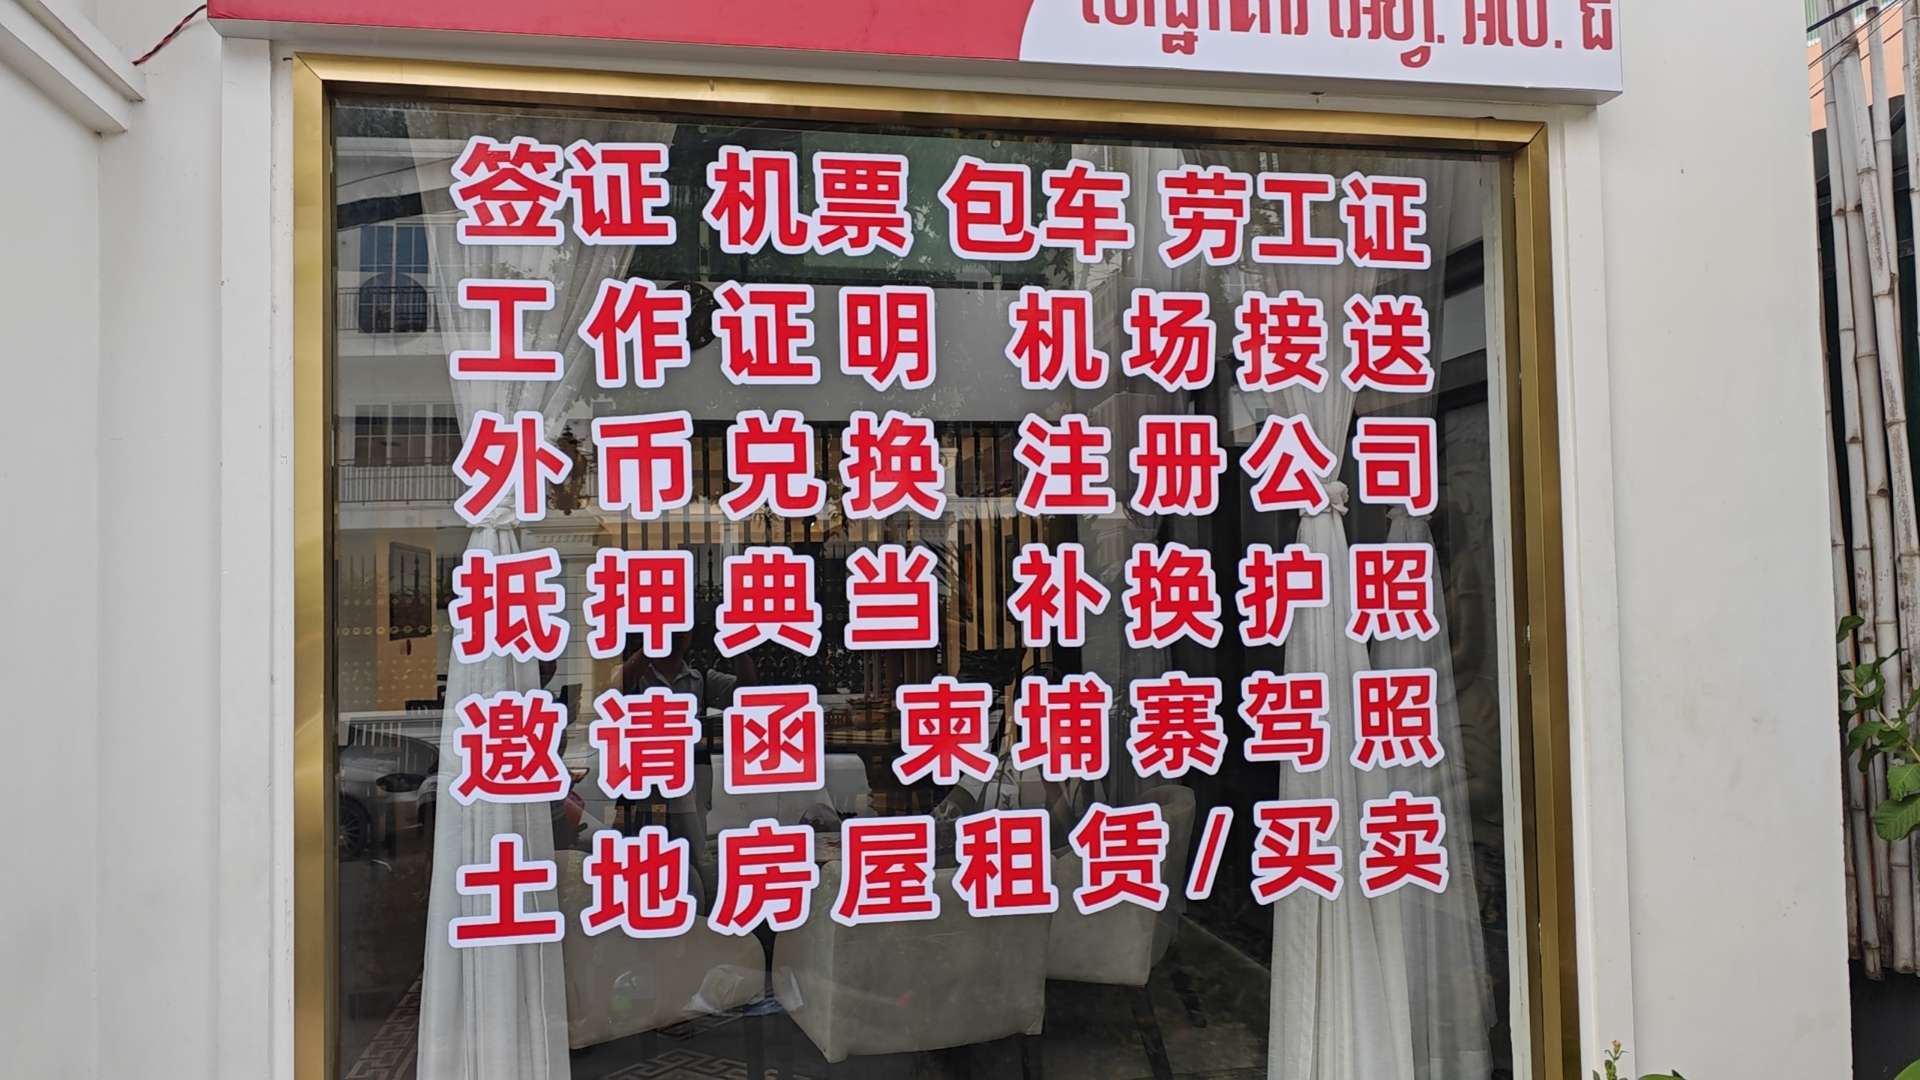 签证 机票 包车 劳工证
工作证明 机场接送
外币兑换 注册公司
抵押典当 补换护照
邀请函 柬埔寨驾照
土地房屋租赁/买卖